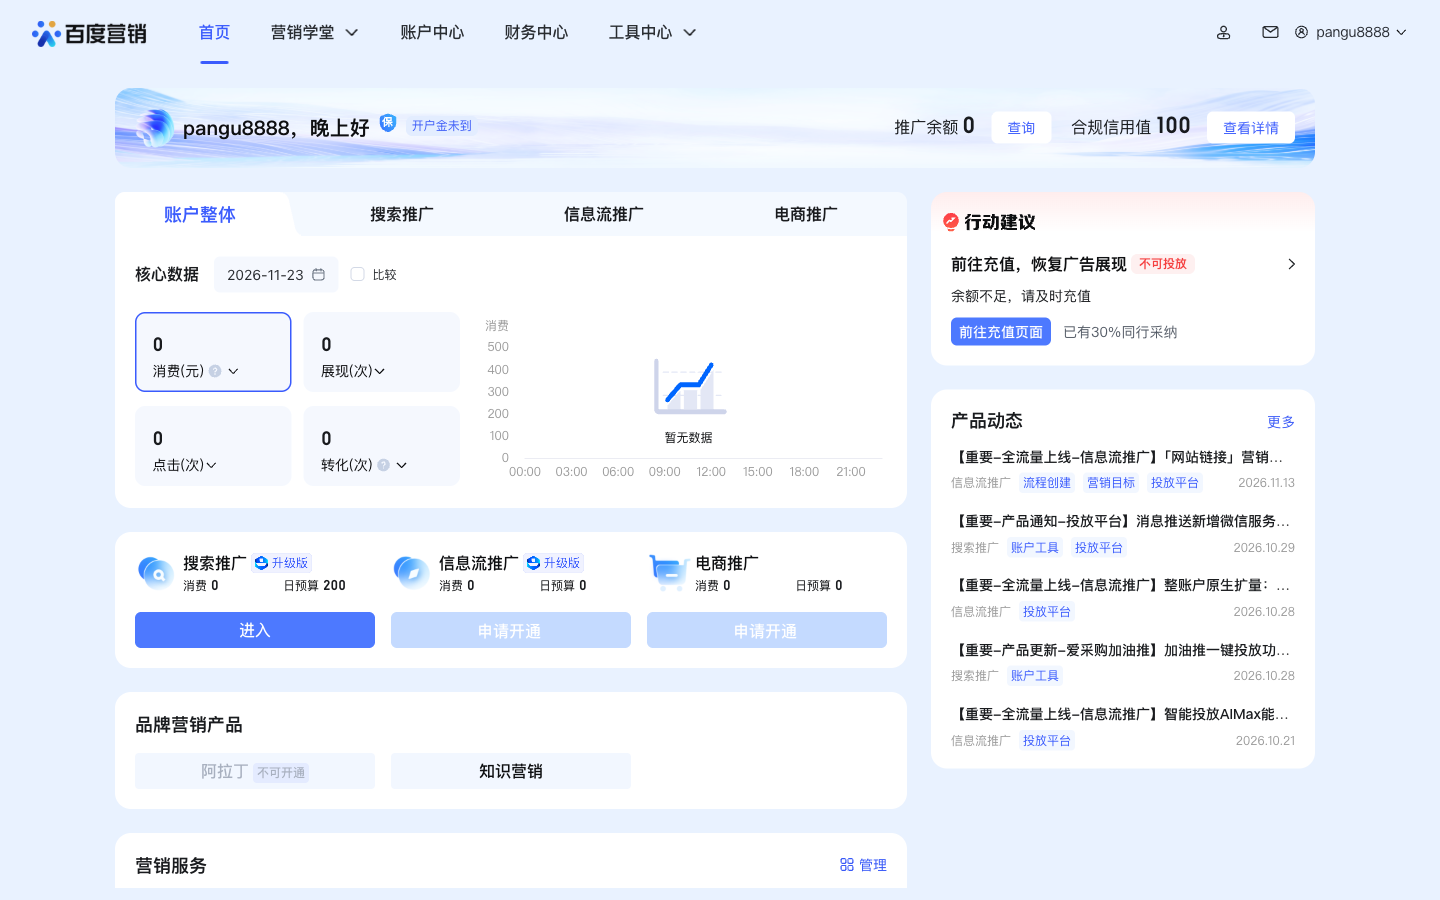 百度营销 首页 营销学堂 账户中心 财务中心 工具中心 pangu8888
pangu8888，晚上好 保 开户金未到 推广余额 0 查询 合规信用值 100 查看详情
账户整体 搜索推广 信息流推广 电商推广
核心数据 2026-11-23 比较
0
消费(元) ?
0
展现(次)
0
点击(次)
0
转化(次) ?
消费
500
400
300
200
100
0
暂无数据
00:00 03:00 06:00 09:00 12:00 15:00 18:00 21:00
搜索推广 升级版
消费 0 日预算 200
进入
信息流推广 升级版
消费 0 日预算 0
申请开通
电商推广
消费 0 日预算 0
申请开通
品牌营销产品
阿拉丁 不可开通 知识营销
营销服务 管理
行动建议
前往充值，恢复广告展现 不可投放
余额不足，请及时充值
前往充值页面 已有30%同行采纳
产品动态 更多
【重要-全流量上线-信息流推广】「网站链接」营销...
信息流推广 流程创建 营销目标 投放平台 2026.11.13
【重要-产品通知-投放平台】消息推送新增微信服务...
搜索推广 账户工具 投放平台 2026.10.29
【重要-全流量上线-信息流推广】整账户原生扩量：...
信息流推广 投放平台 2026.10.28
【重要-产品更新-爱采购加油推】加油推一键投放功...
搜索推广 账户工具 2026.10.28
【重要-全流量上线-信息流推广】智能投放AIMax能...
信息流推广 投放平台 2026.10.21